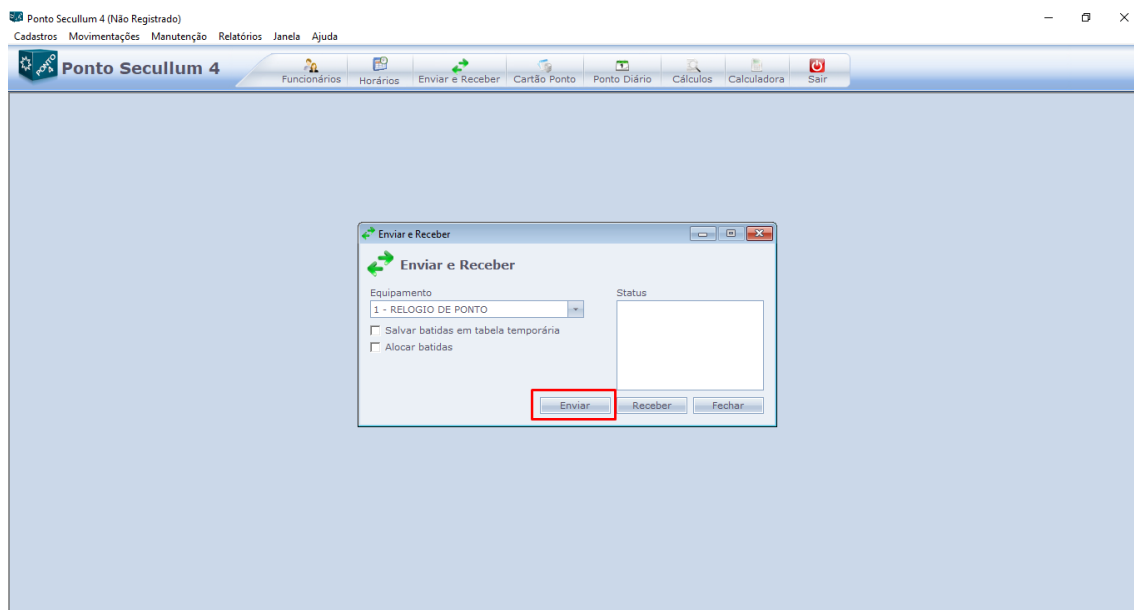 Ponto Secullum 4 (Não Registrado)
Cadastros Movimentações Manutenção Relatórios Janela Ajuda
Ponto Secullum 4
Funcionários Horários Enviar e Receber Cartão Ponto Ponto Diário Cálculos Calculadora Sair
Enviar e Receber
Enviar e Receber
Equipamento Status
1 - RELOGIO DE PONTO
Salvar batidas em tabela temporária
Alocar batidas
Enviar Receber Fechar